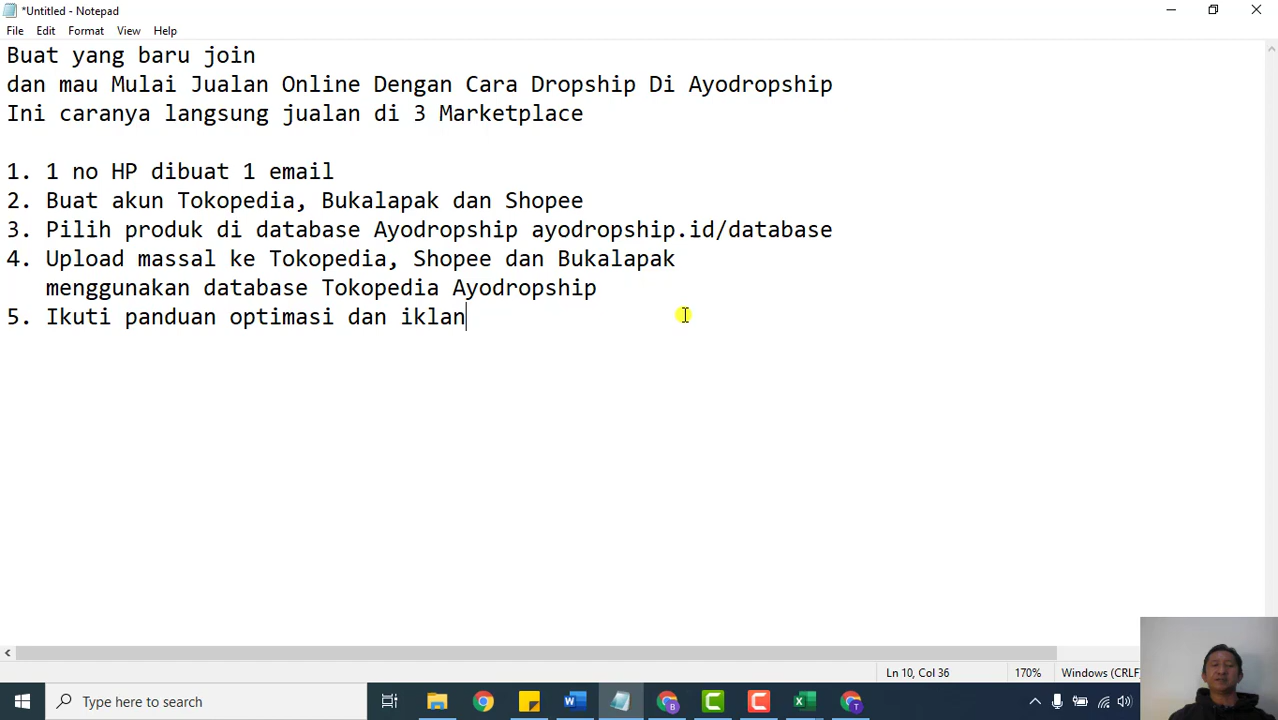 *Untitled - Notepad
File Edit Format View Help
Buat yang baru join
dan mau Mulai Jualan Online Dengan Cara Dropship Di Ayodropship
Ini caranya langsung jualan di 3 Marketplace
1. 1 no HP dibuat 1 email
2. Buat akun Tokopedia, Bukalapak dan Shopee
3. Pilih produk di database Ayodropship ayodropship.id/database
4. Upload massal ke Tokopedia, Shopee dan Bukalapak
menggunakan database Tokopedia Ayodropship
5. Ikuti panduan optimasi dan iklan
Ln 10, Col 36 170% Windows (CRLF
Type here to search